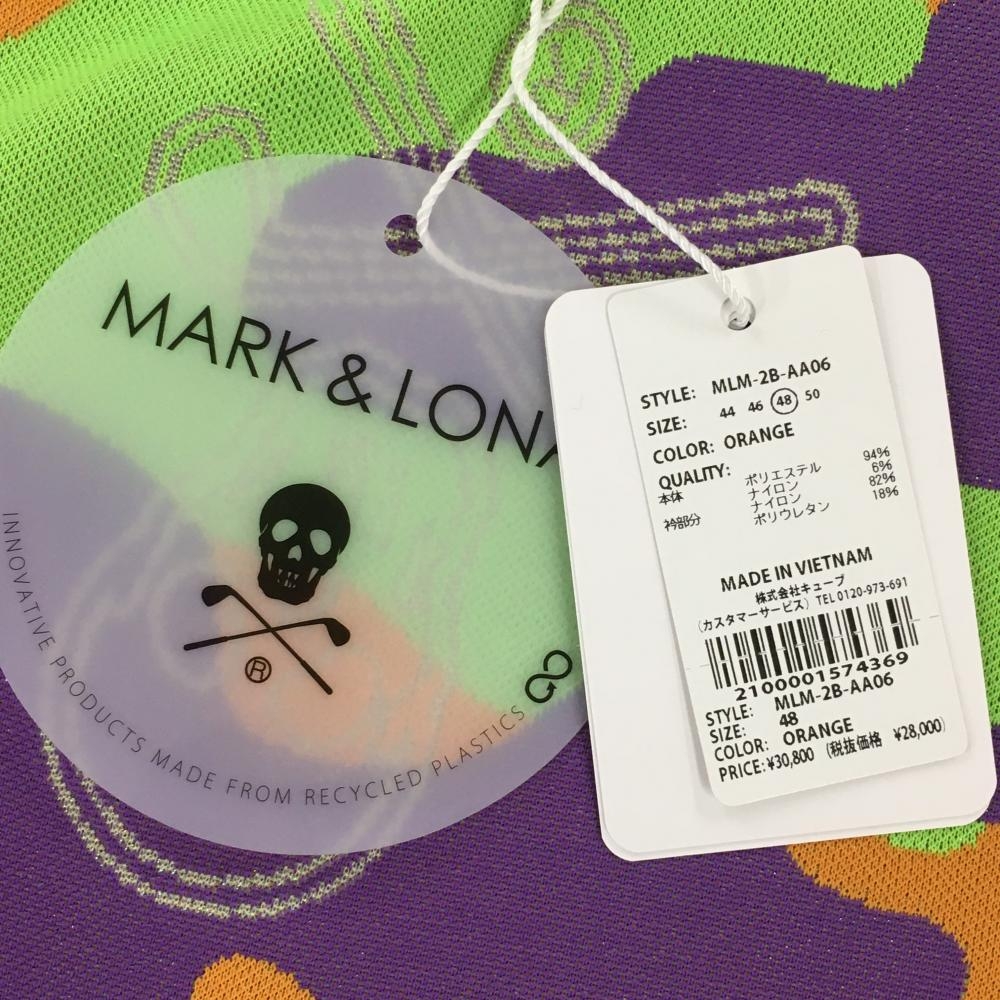 MARK & LONA
®
INNOVATIVE PRODUCTS MADE FROM RECYCLED PLASTICS
STYLE: MLM-2B-AA06
SIZE: 44 46 48 50
COLOR: ORANGE
QUALITY:
本体 ポリエステル 94%
ナイロン 6%
衿部分 ナイロン 82%
ポリウレタン 18%
MADE IN VIETNAM
株式会社キューブ
(カスタマーサービス) TEL 0120-973-691
2100001574369
STYLE: MLM-2B-AA06
SIZE: 48
COLOR: ORANGE
PRICE: ¥30,800 (税抜価格 ¥28,000)